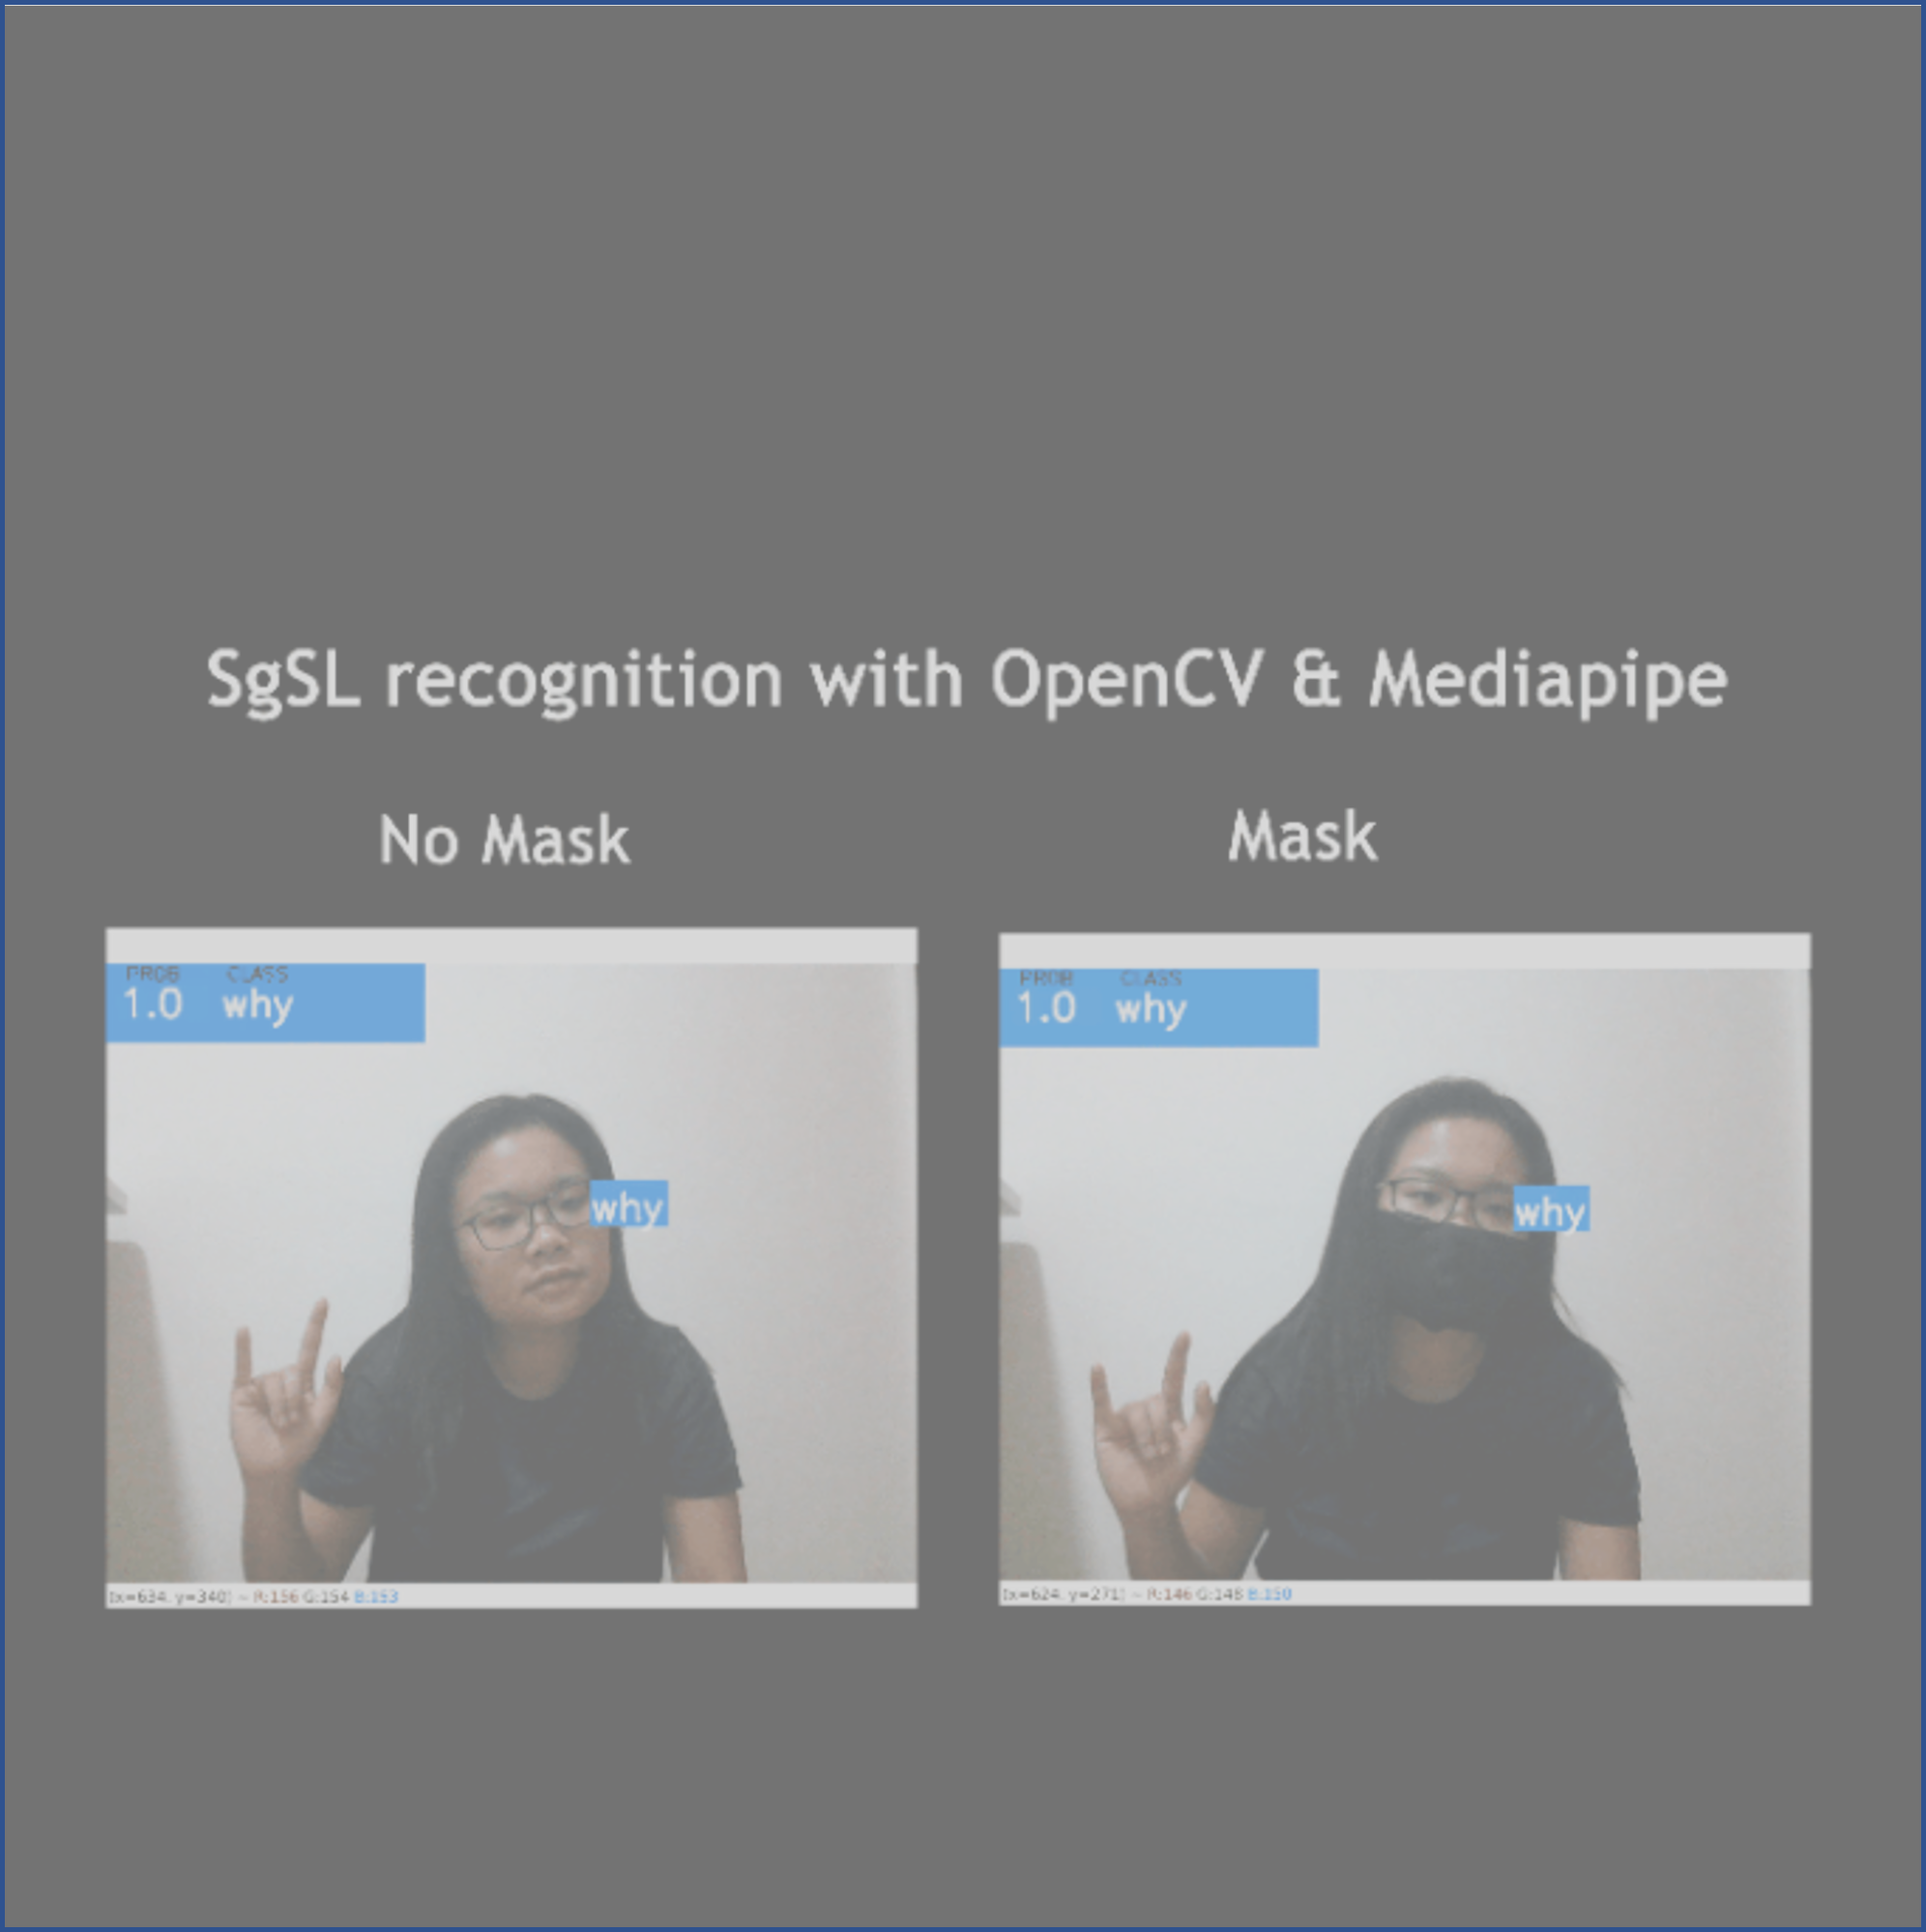 SgSL recognition with OpenCV & Mediapipe
No Mask
Mask
PROB CLASS
1.0 why
why
(x=634, y=340) ~ R:156 G:154 B:153
PROB CLASS
1.0 why
why
(x=624, y=271) ~ R:146 G:148 B:150